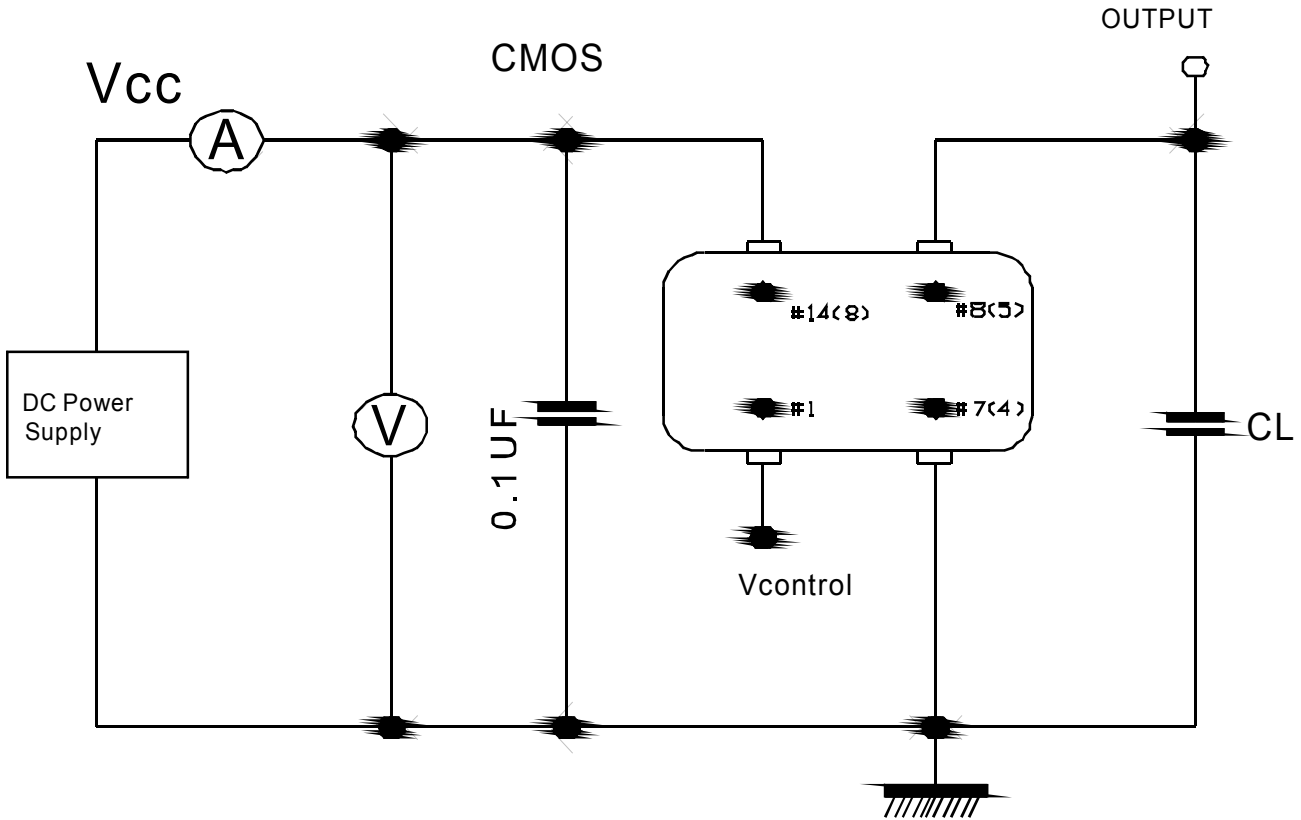 OUTPUT
CMOS
Vcc
A
#14(8)
#8(5)
DC Power
Supply
V
0.1UF
#1
#7(4)
CL
Vcontrol